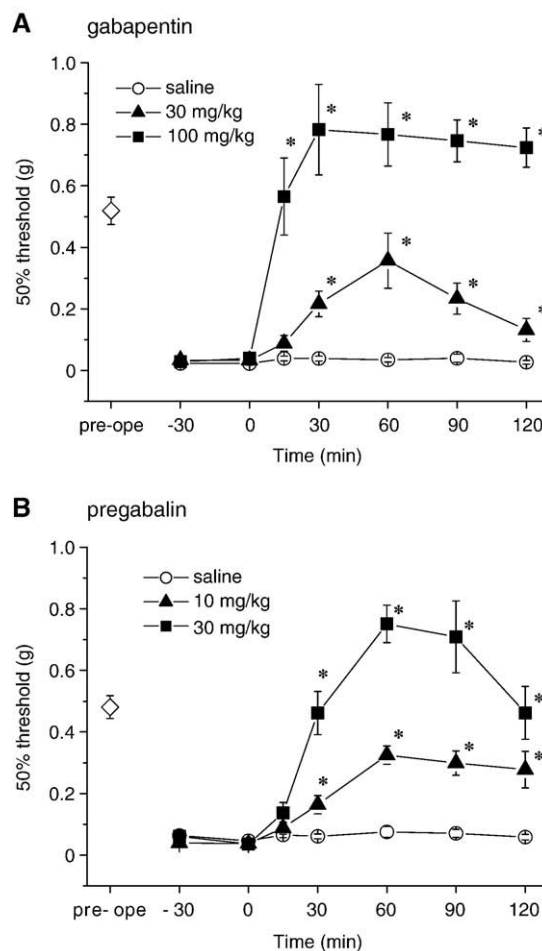 A gabapentin
1.0
saline
30 mg/kg
0.8
100 mg/kg
*
*
*
*
*
0.6
50% threshold (g)
0.4
*
*
*
0.2
*
0
pre-ope -30 0 30 60 90 120
Time (min)
B pregabalin
1.0
saline
10 mg/kg
0.8
30 mg/kg
*
*
0.6
*
*
50% threshold (g)
0.4
*
*
*
0.2
*
0
pre- ope - 30 0 30 60 90 120
Time (min)